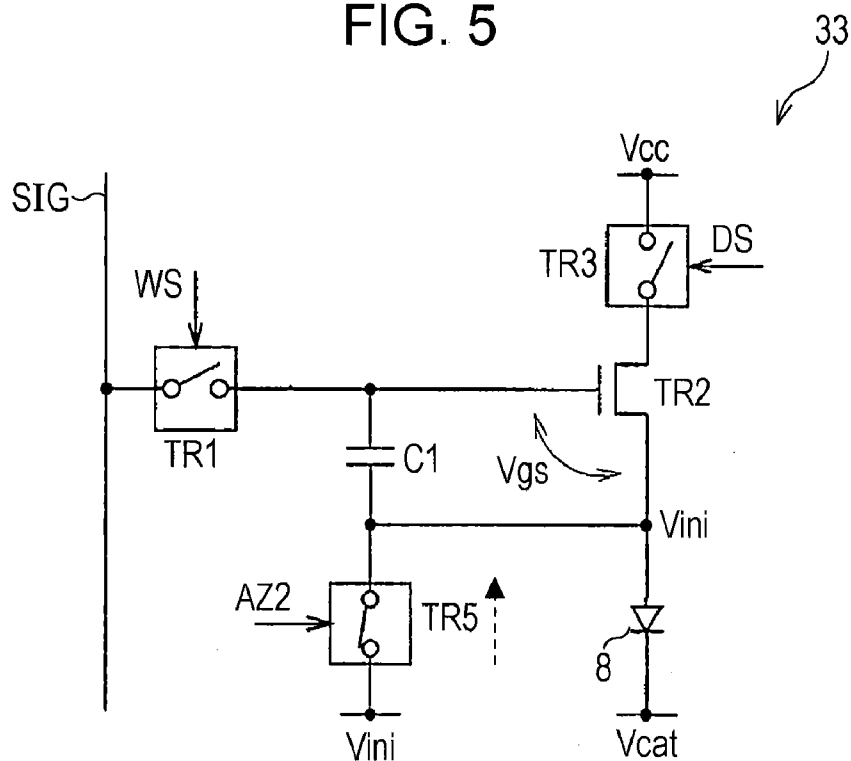 FIG. 5
33
Vcc
SIG
TR3
DS
WS
TR2
TR1
C1
Vgs
Vini
AZ2
TR5
8
Vini
Vcat